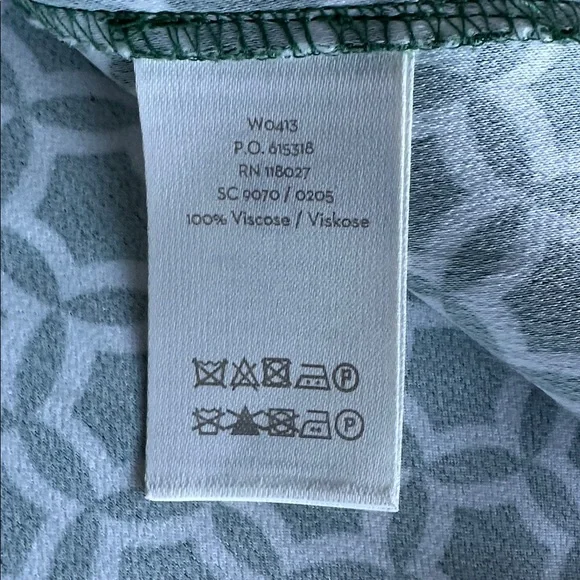 W0413
P.O. 615318
RN 118027
SC 9070 / 0205
100% Viscose / Viskose
P
P